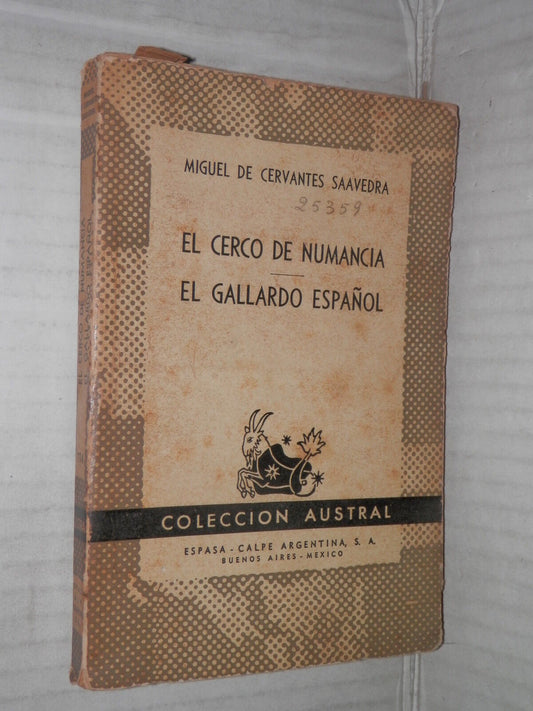 MIGUEL DE CERVANTES SAAVEDRA
25359
EL CERCO DE NUMANCIA
EL GALLARDO ESPAÑOL
COLECCION AUSTRAL
ESPASA - CALPE ARGENTINA, S. A.
BUENOS AIRES - MEXICO